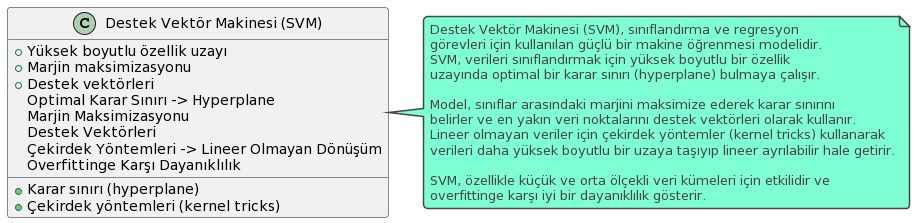 C Destek Vektör Makinesi (SVM)
Yüksek boyutlu özellik uzayı
Marjin maksimizasyonu
Destek vektörleri
Optimal Karar Sınırı -> Hyperplane
Marjin Maksimizasyonu
Destek Vektörleri
Çekirdek Yöntemleri -> Lineer Olmayan Dönüşüm
Overfittinge Karşı Dayanıklılık
Karar sınırı (hyperplane)
Çekirdek yöntemleri (kernel tricks)
Destek Vektör Makinesi (SVM), sınıflandırma ve regresyon
görevleri için kullanılan güçlü bir makine öğrenmesi modelidir.
SVM, verileri sınıflandırmak için yüksek boyutlu bir özellik
uzayında optimal bir karar sınırı (hyperplane) bulmaya çalışır.
Model, sınıflar arasındaki marjini maksimize ederek karar sınırını
belirler ve en yakın veri noktalarını destek vektörleri olarak kullanır.
Lineer olmayan veriler için çekirdek yöntemler (kernel tricks) kullanarak
verileri daha yüksek boyutlu bir uzaya taşıyıp lineer ayrılabilir hale getirir.
SVM, özellikle küçük ve orta ölçekli veri kümeleri için etkilidir ve
overfittinge karşı iyi bir dayanıklılık gösterir.